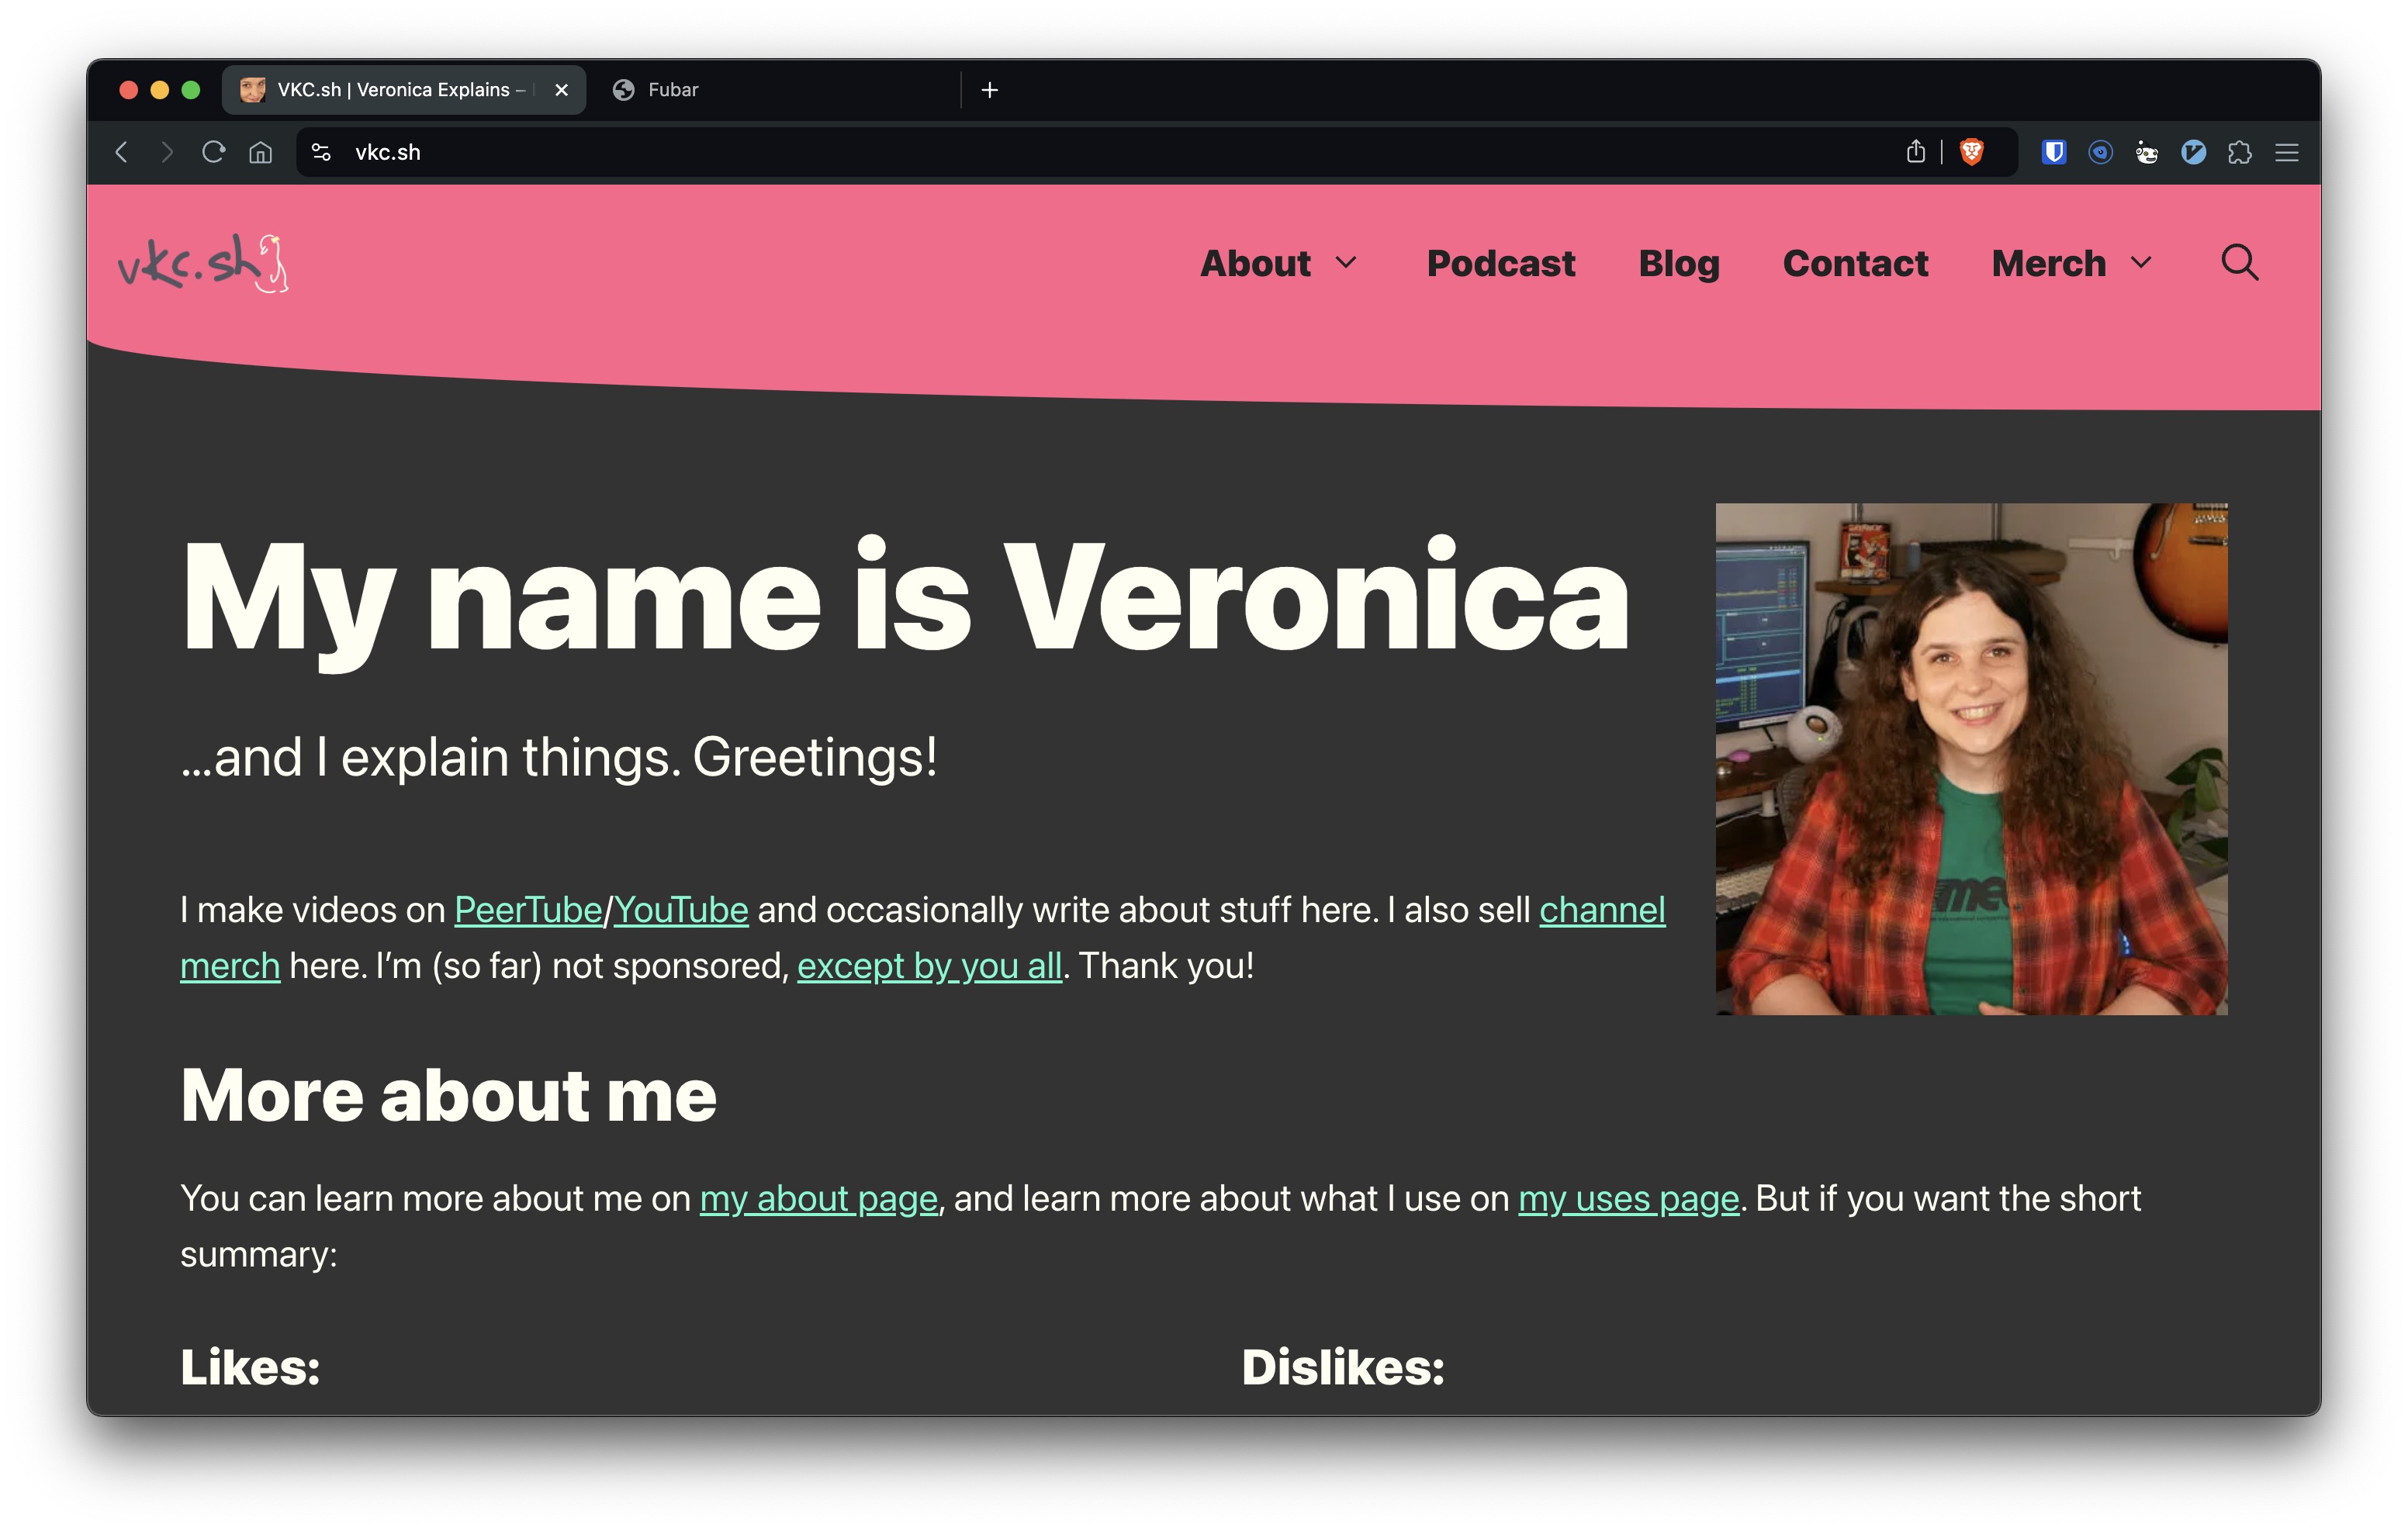 VKC.sh | Veronica Explains –
Fubar
vkc.sh
vkc.sh
About
Podcast
Blog
Contact
Merch
My name is Veronica
...and I explain things. Greetings!
I make videos on PeerTube/YouTube and occasionally write about stuff here. I also sell channel
merch here. I’m (so far) not sponsored, except by you all. Thank you!
More about me
You can learn more about me on my about page, and learn more about what I use on my uses page. But if you want the short
summary:
Likes:
Dislikes: